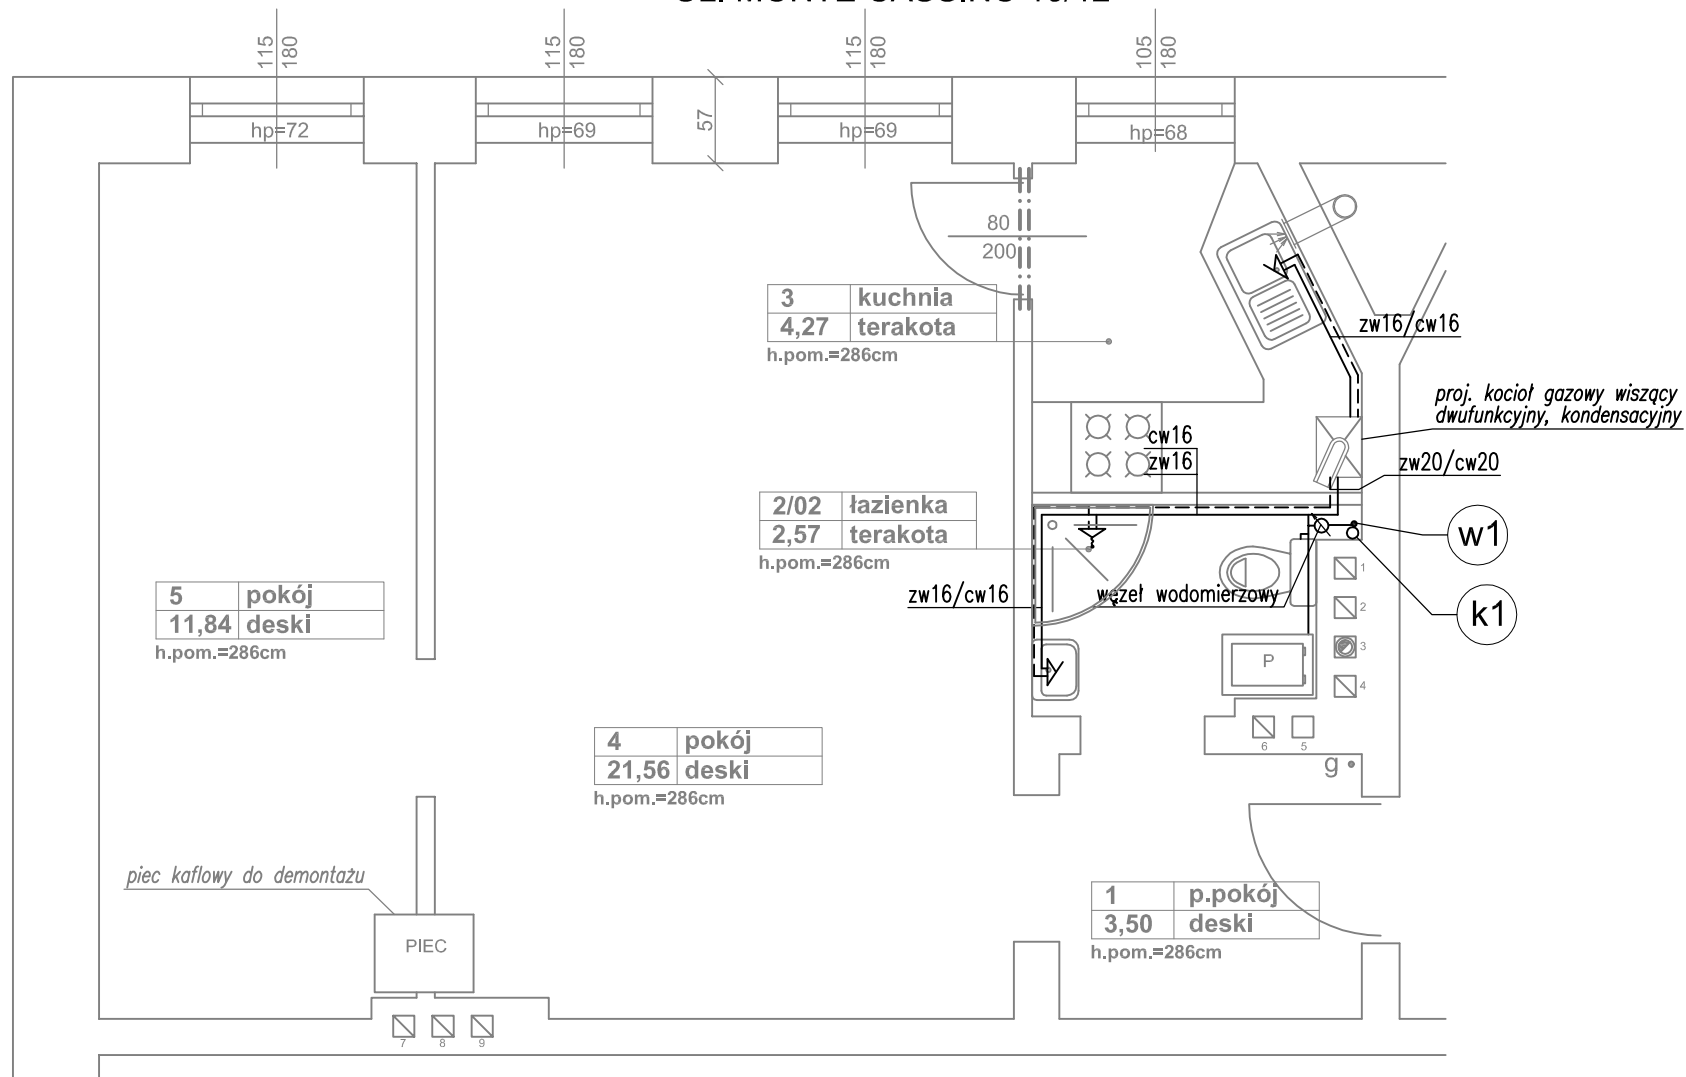 115
180
115
180
115
180
105
180
hp=72
hp=69
57
hp=69
hp=68
80
200
3 kuchnia
4,27 terakota
h.pom.=286cm
zw16/cw16
proj. kocioł gazowy wiszący
dwufunkcyjny, kondensacyjny
cw16
zw16
zw20/cw20
2/02 łazienka
2,57 terakota
h.pom.=286cm
w1
zw16/cw16
węzeł wodomierzowy
k1
1
2
3
4
5 pokój
11,84 deski
h.pom.=286cm
P
6
5
g
4 pokój
21,56 deski
h.pom.=286cm
piec kaflowy do demontażu
PIEC
1 p.pokój
3,50 deski
h.pom.=286cm
7
8
9